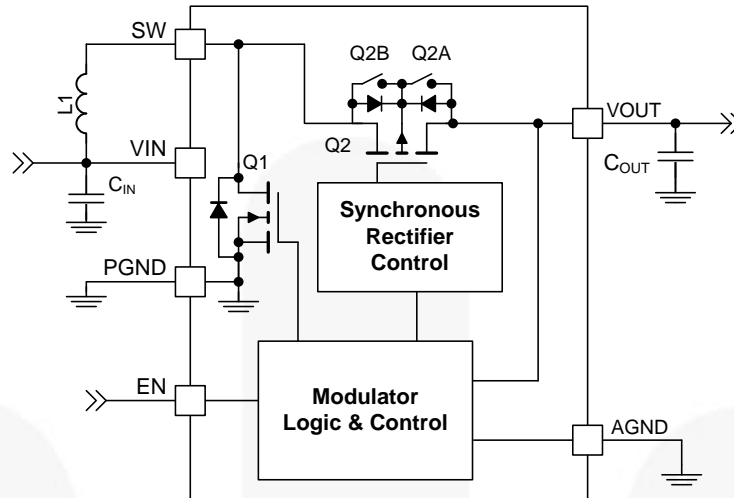 SW
Q2B Q2A
L1
VOUT
VIN
Q1
Q2
CIN
COUT
Synchronous
Rectifier
Control
PGND
EN
Modulator
Logic & Control
AGND